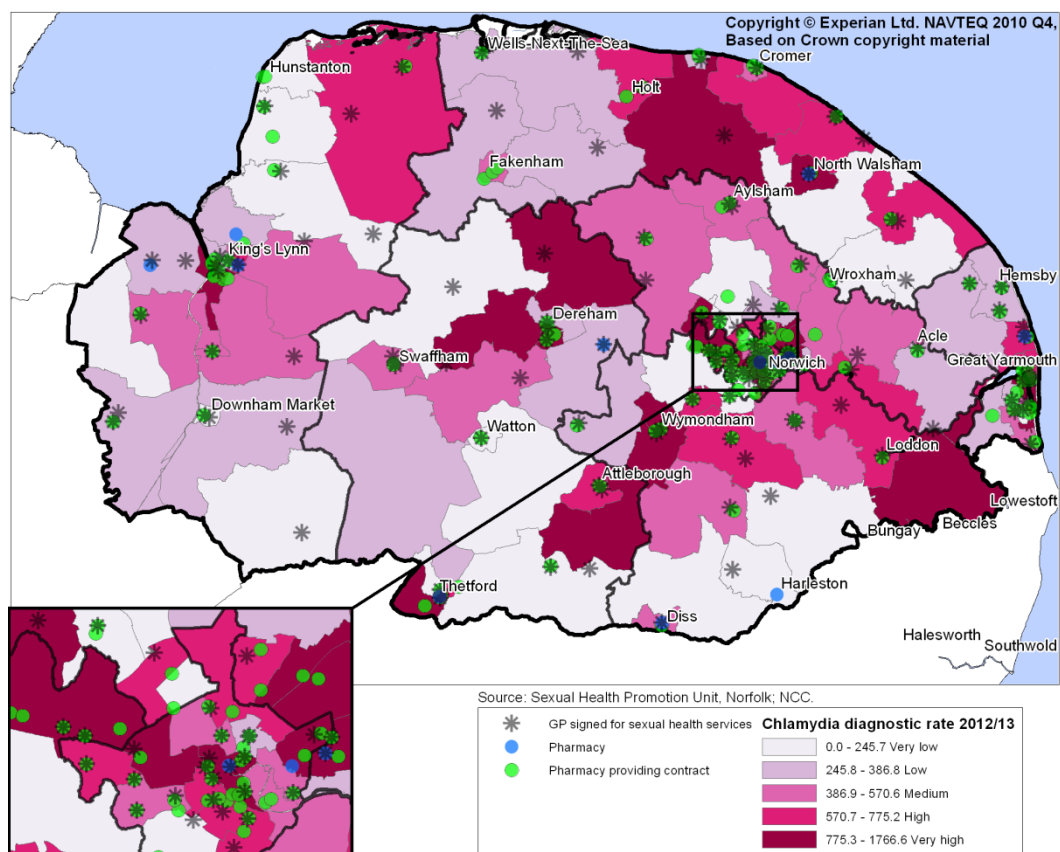 Copyright © Experian Ltd. NAVTEQ 2010 Q4,
Based on Crown copyright material
Wells-Next-The-Sea
Cromer
Hunstanton
Holt
Fakenham
North Walsham
Aylsham
King's Lynn
Wroxham
Hemsby
Dereham
Acle
Swaffham
Norwich
Great Yarmouth
Downham Market
Watton
Wymondham
Loddon
Attleborough
Lowestoft
Beccles
Bungay
Thetford
Harleston
Diss
Halesworth
Southwold
Source: Sexual Health Promotion Unit, Norfolk; NCC.
GP signed for sexual health services
Pharmacy
Pharmacy providing contract
Chlamydia diagnostic rate 2012/13
0.0 - 245.7 Very low
245.8 - 386.8 Low
386.9 - 570.6 Medium
570.7 - 775.2 High
775.3 - 1766.6 Very high